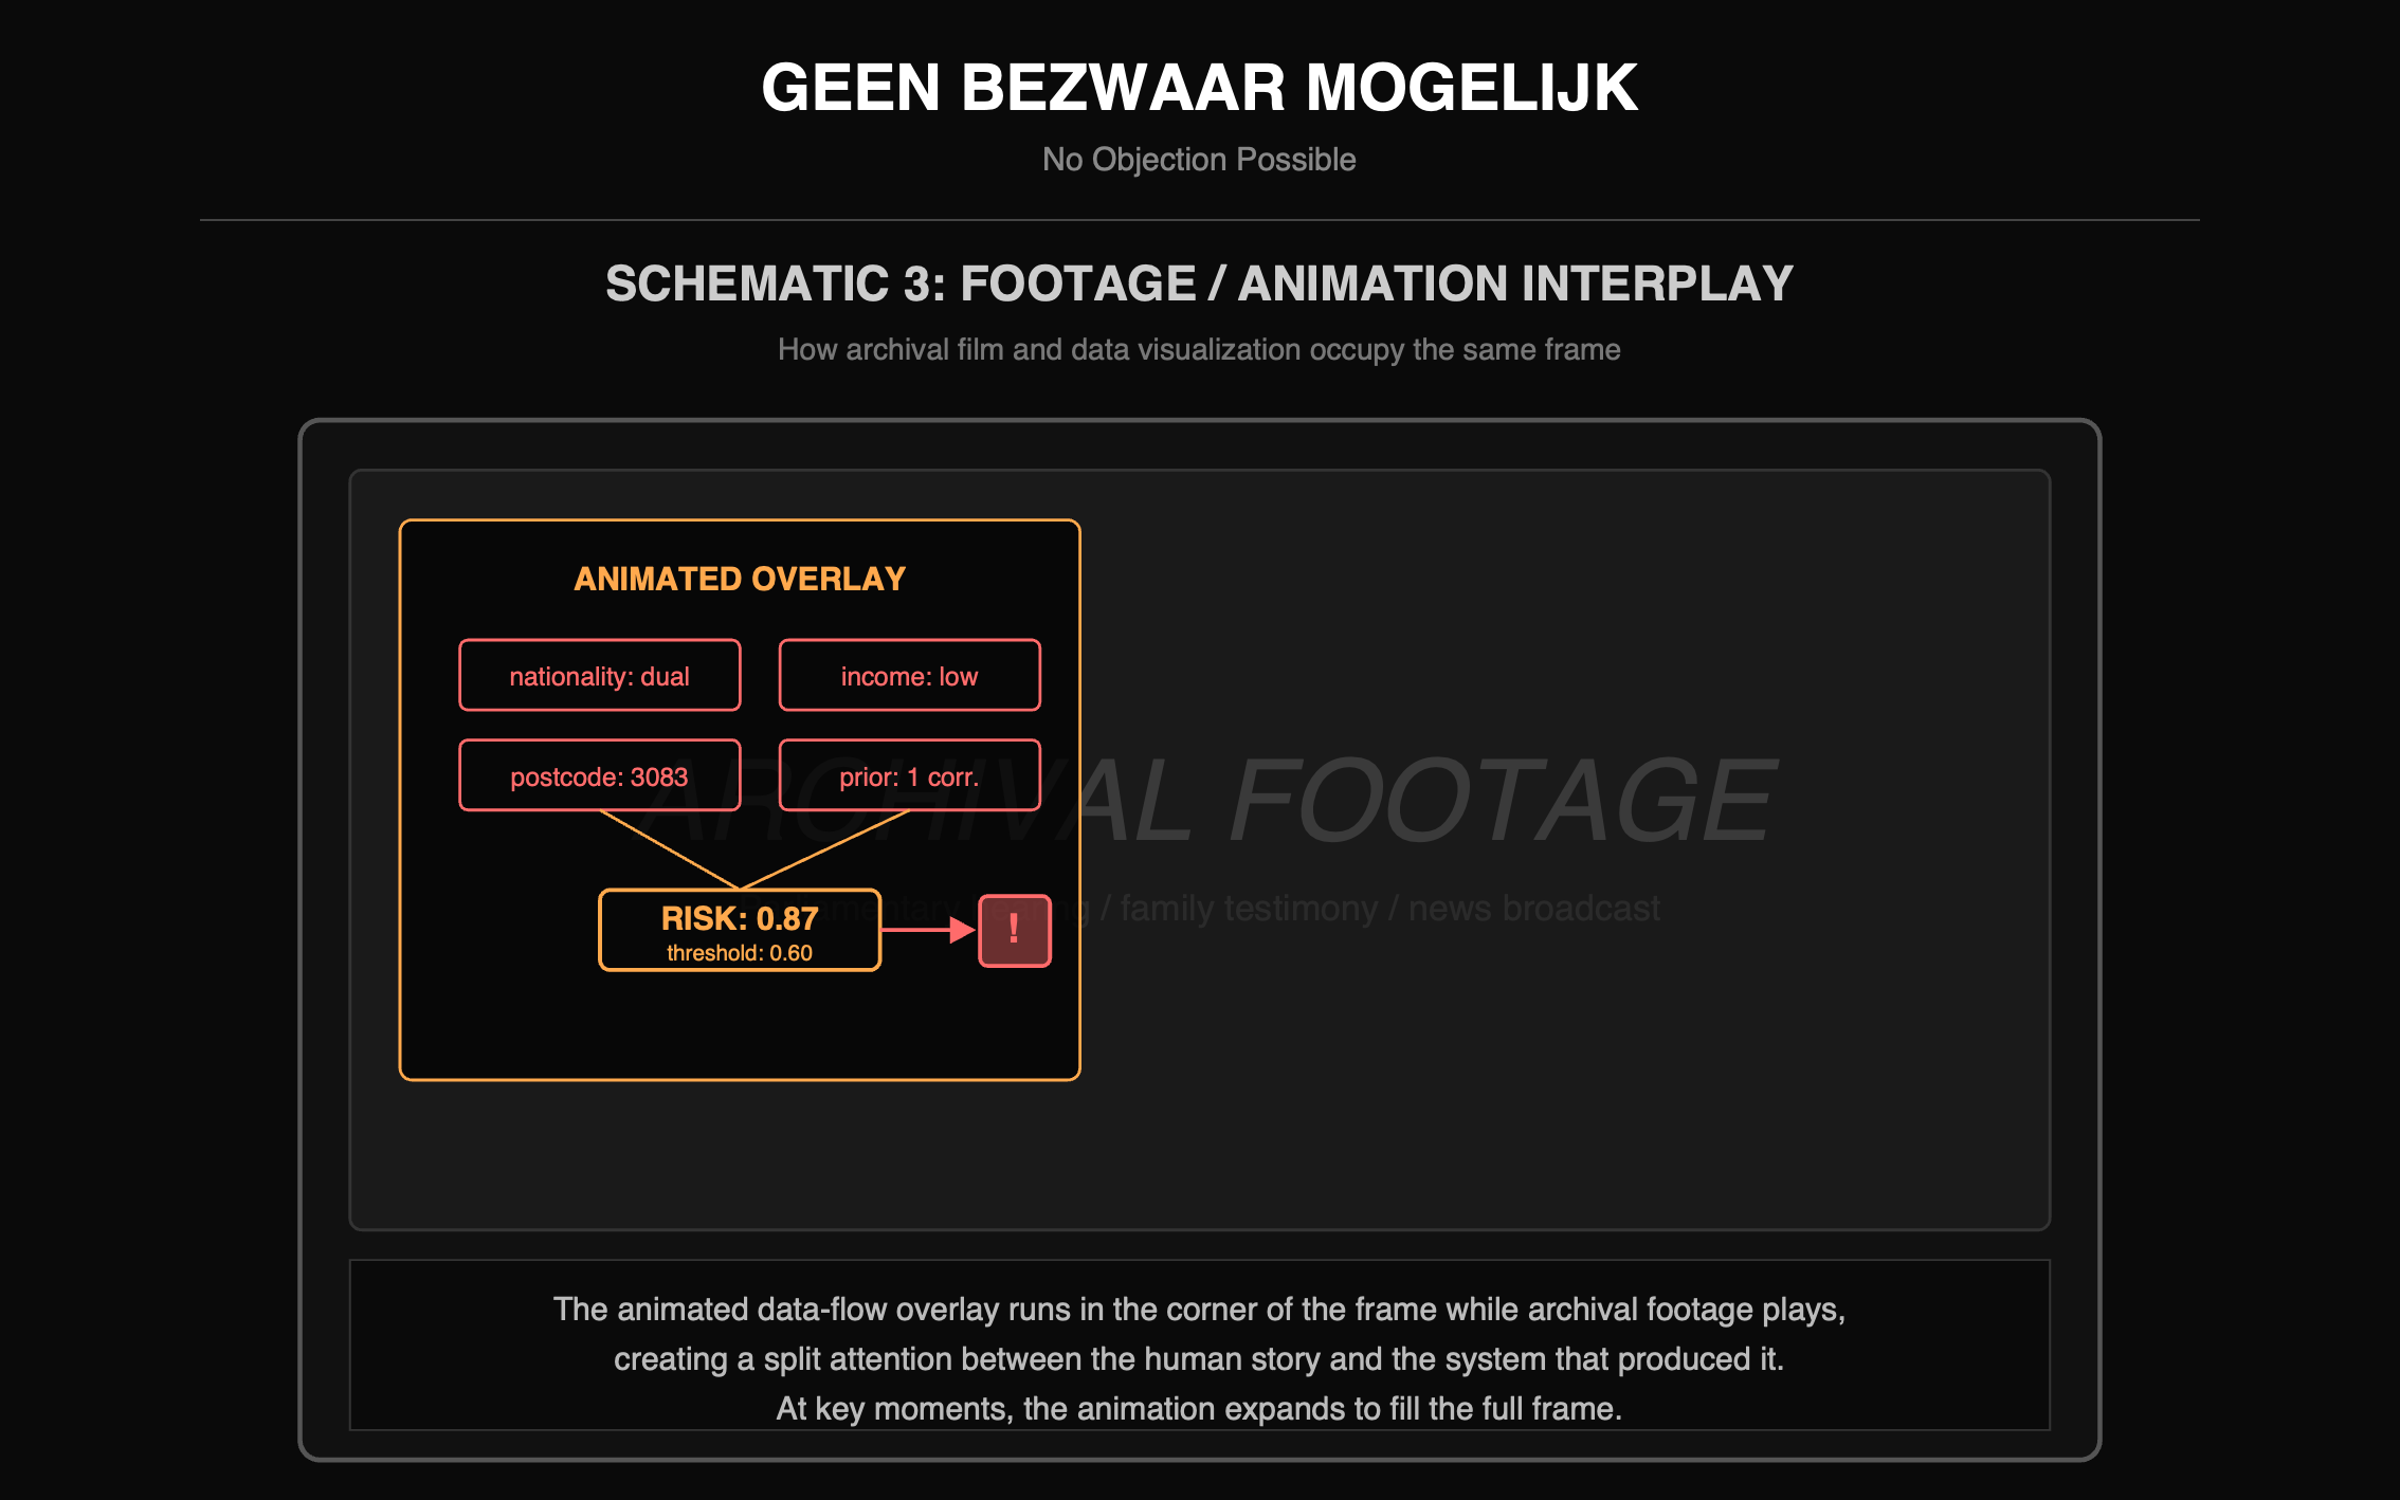 GEEN BEZWAAR MOGELIJK
No Objection Possible
SCHEMATIC 3: FOOTAGE / ANIMATION INTERPLAY
How archival film and data visualization occupy the same frame
ANIMATED OVERLAY
nationality: dual
income: low
postcode: 3083
prior: 1 corr.
ARCHIVAL FOOTAGE
/ family testimony / news broadcast
RISK: 0.87
threshold: 0.60
!
The animated data-flow overlay runs in the corner of the frame while archival footage plays,
creating a split attention between the human story and the system that produced it.
At key moments, the animation expands to fill the full frame.